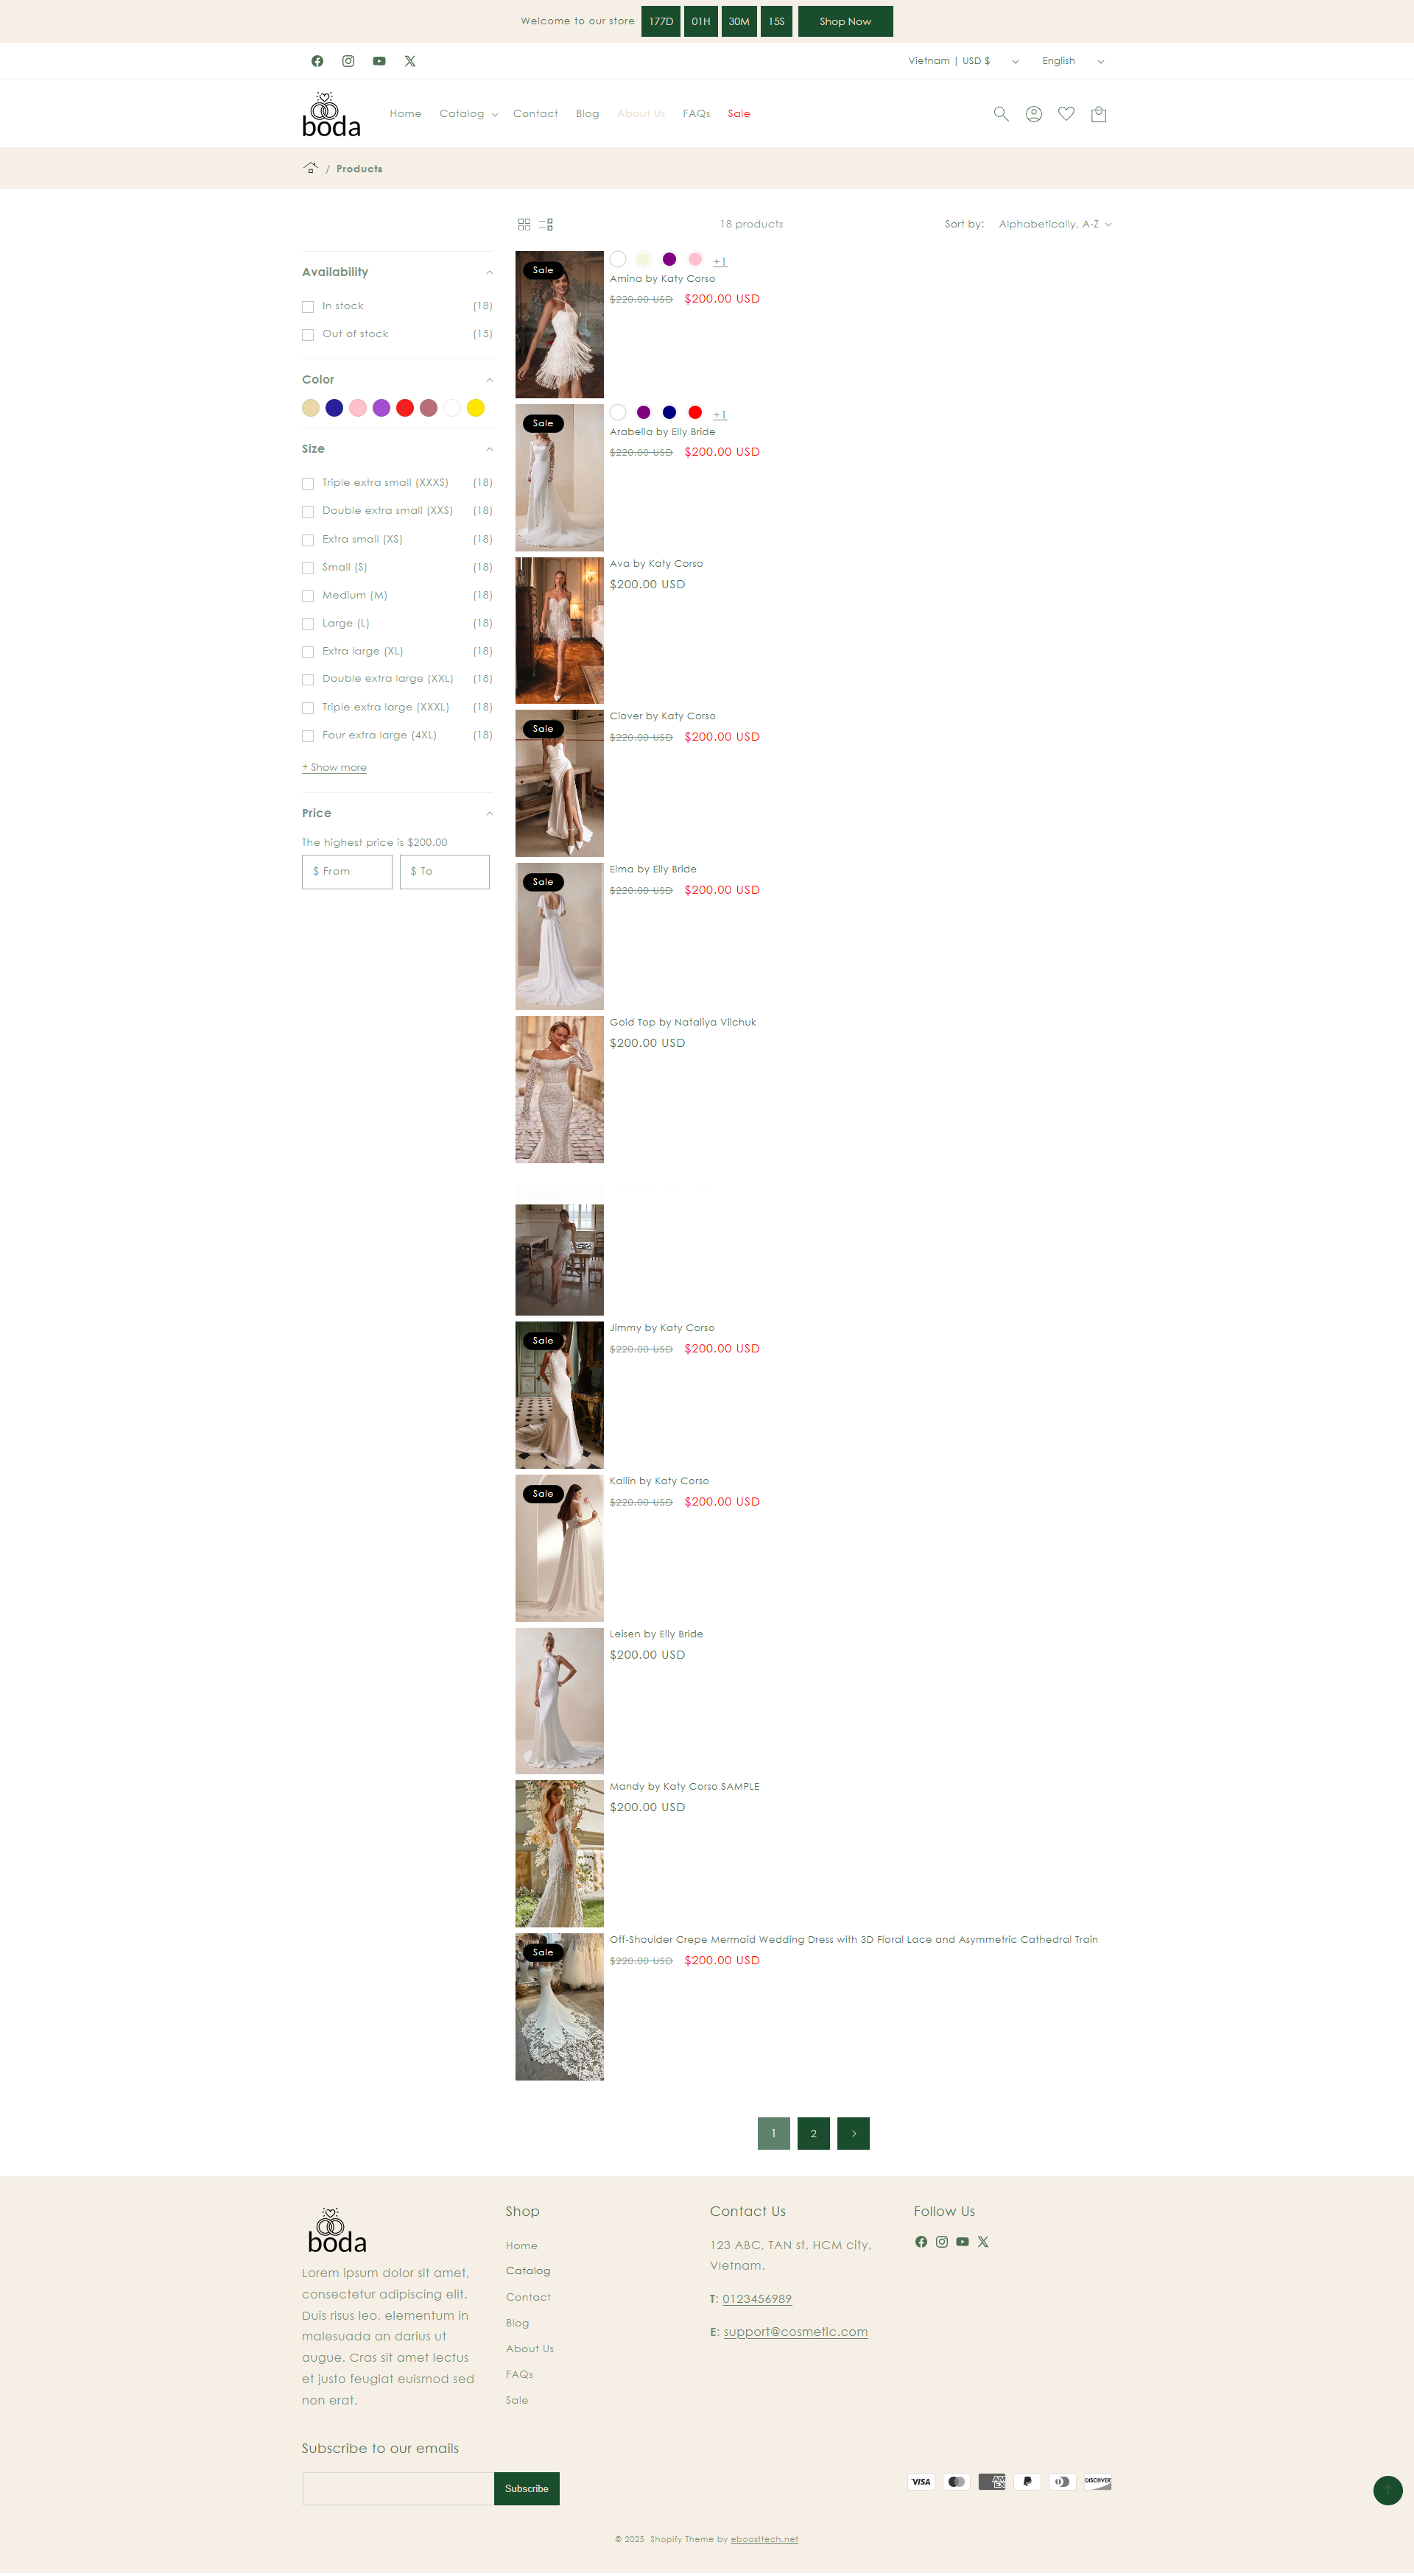 Welcome to our store 177D 01H 30M 15S Shop Now
Vietnam | USD $ English
boda
Home Catalog Contact Blog About Us FAQs Sale
/ Products
18 products Sort by: Alphabetically, A-Z
Availability
In stock (18)
Out of stock (15)
Color
Size
Triple extra small (XXXS) (18)
Double extra small (XXS) (18)
Extra small (XS) (18)
Small (S) (18)
Medium (M) (18)
Large (L) (18)
Extra large (XL) (18)
Double extra large (XXL) (18)
Triple extra large (XXXL) (18)
Four extra large (4XL) (18)
+ Show more
Price
The highest price is $200.00
$ From $ To
Sale
+1
Amina by Katy Corso
$220.00 USD $200.00 USD
Sale
+1
Arabella by Elly Bride
$220.00 USD $200.00 USD
Ava by Katy Corso
$200.00 USD
Sale
Clover by Katy Corso
$220.00 USD $200.00 USD
Sale
Elma by Elly Bride
$220.00 USD $200.00 USD
Gold Top by Nataliya Vilchuk
$200.00 USD
Sale
Jimmy by Katy Corso
$220.00 USD $200.00 USD
Sale
Kallin by Katy Corso
$220.00 USD $200.00 USD
Leisen by Elly Bride
$200.00 USD
Mandy by Katy Corso SAMPLE
$200.00 USD
Sale
Off-Shoulder Crepe Mermaid Wedding Dress with 3D Floral Lace and Asymmetric Cathedral Train
$220.00 USD $200.00 USD
1 2
boda
Lorem ipsum dolor sit amet,
consectetur adipiscing elit.
Duis risus leo, elementum in
malesuada an darius ut
augue. Cras sit amet lectus
et justo feugiat euismod sed
non erat.
Shop
Home
Catalog
Contact
Blog
About Us
FAQs
Sale
Contact Us
123 ABC, TAN st, HCM city,
Vietnam.
T: 0123456989
E: support@cosmetic.com
Follow Us
Subscribe to our emails
Subscribe
VISA
AM
EX
DISCOVER
© 2025 Shopify Theme by eboosttech.net